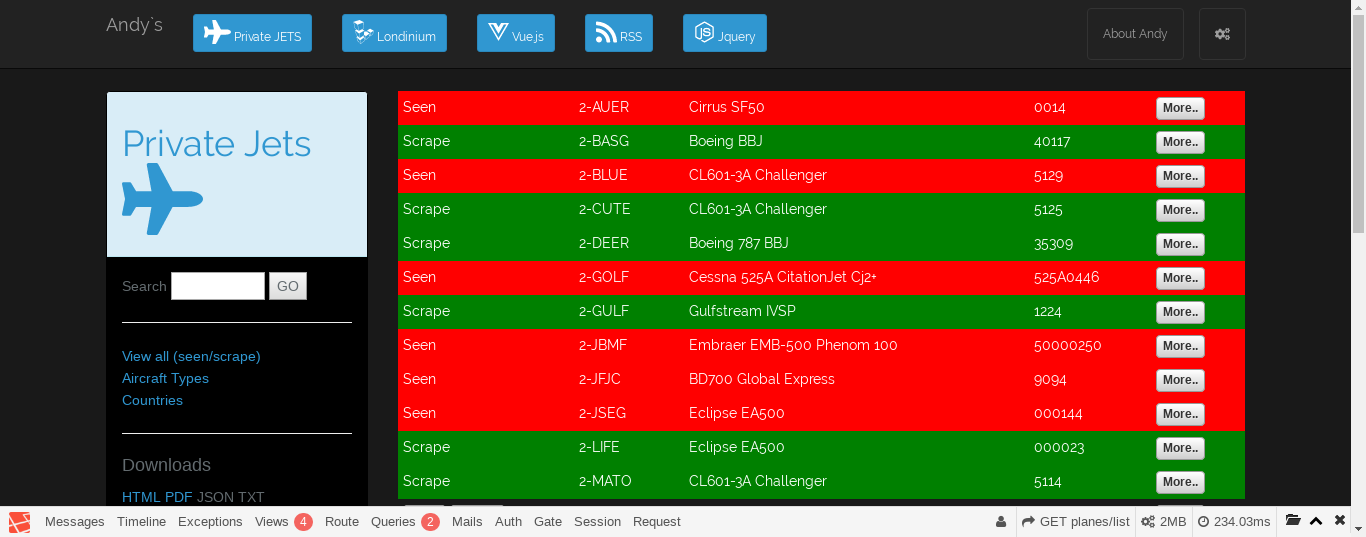 Andy`s Private JETS Londinium Vue.js RSS Jquery About Andy
Private Jets
Search GO
View all (seen/scrape)
Aircraft Types
Countries
Downloads
HTML PDF JSON TXT
Seen 2-AUER Cirrus SF50 0014 More..
Scrape 2-BASG Boeing BBJ 40117 More..
Seen 2-BLUE CL601-3A Challenger 5129 More..
Scrape 2-CUTE CL601-3A Challenger 5125 More..
Scrape 2-DEER Boeing 787 BBJ 35309 More..
Seen 2-GOLF Cessna 525A CitationJet Cj2+ 525A0446 More..
Scrape 2-GULF Gulfstream IVSP 1224 More..
Seen 2-JBMF Embraer EMB-500 Phenom 100 50000250 More..
Seen 2-JFJC BD700 Global Express 9094 More..
Seen 2-JSEG Eclipse EA500 000144 More..
Scrape 2-LIFE Eclipse EA500 000023 More..
Scrape 2-MATO CL601-3A Challenger 5114 More..
Messages Timeline Exceptions Views 4 Route Queries 2 Mails Auth Gate Session Request GET planes/list 2MB 234.03ms